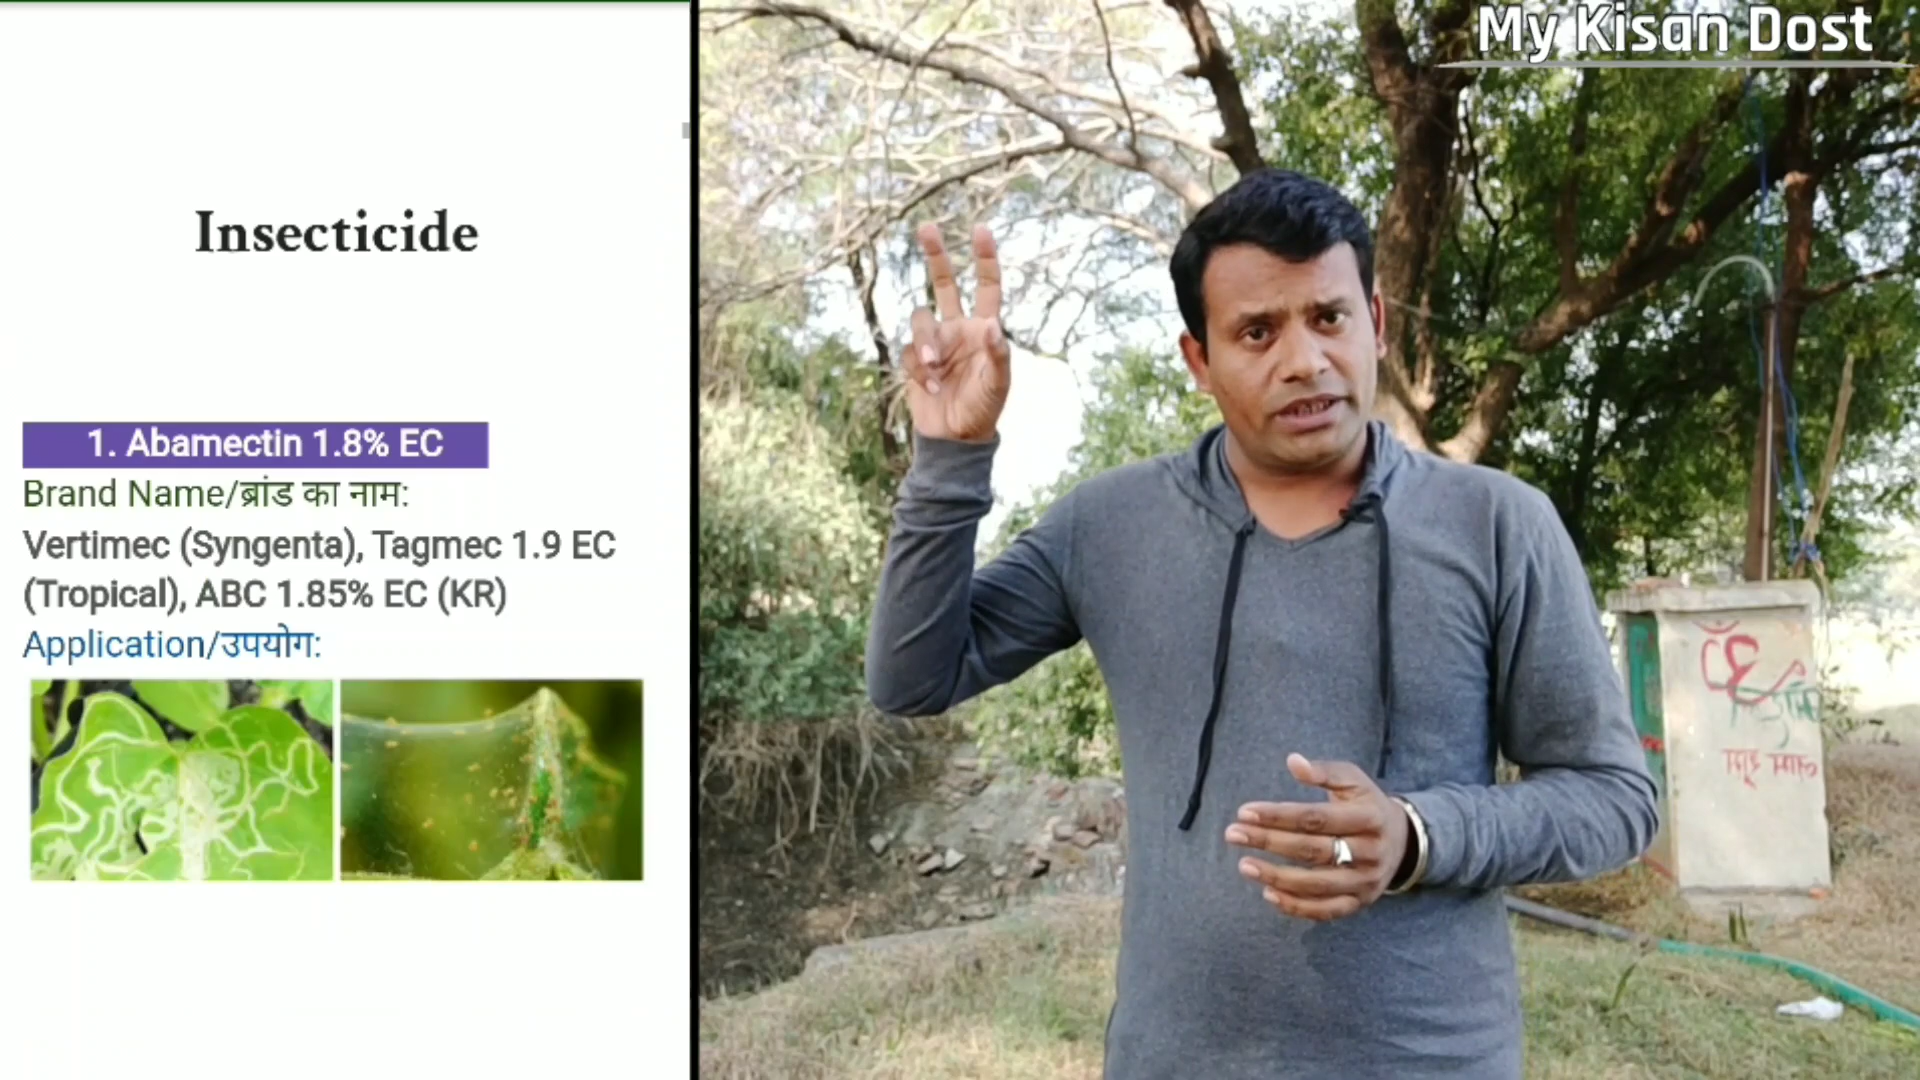 My Kisan Dost
Insecticide
1. Abamectin 1.8% EC
Brand Name/ब्रांड का नाम:
Vertimec (Syngenta), Tagmec 1.9 EC
(Tropical), ABC 1.85% EC (KR)
Application/उपयोग:
ॐ